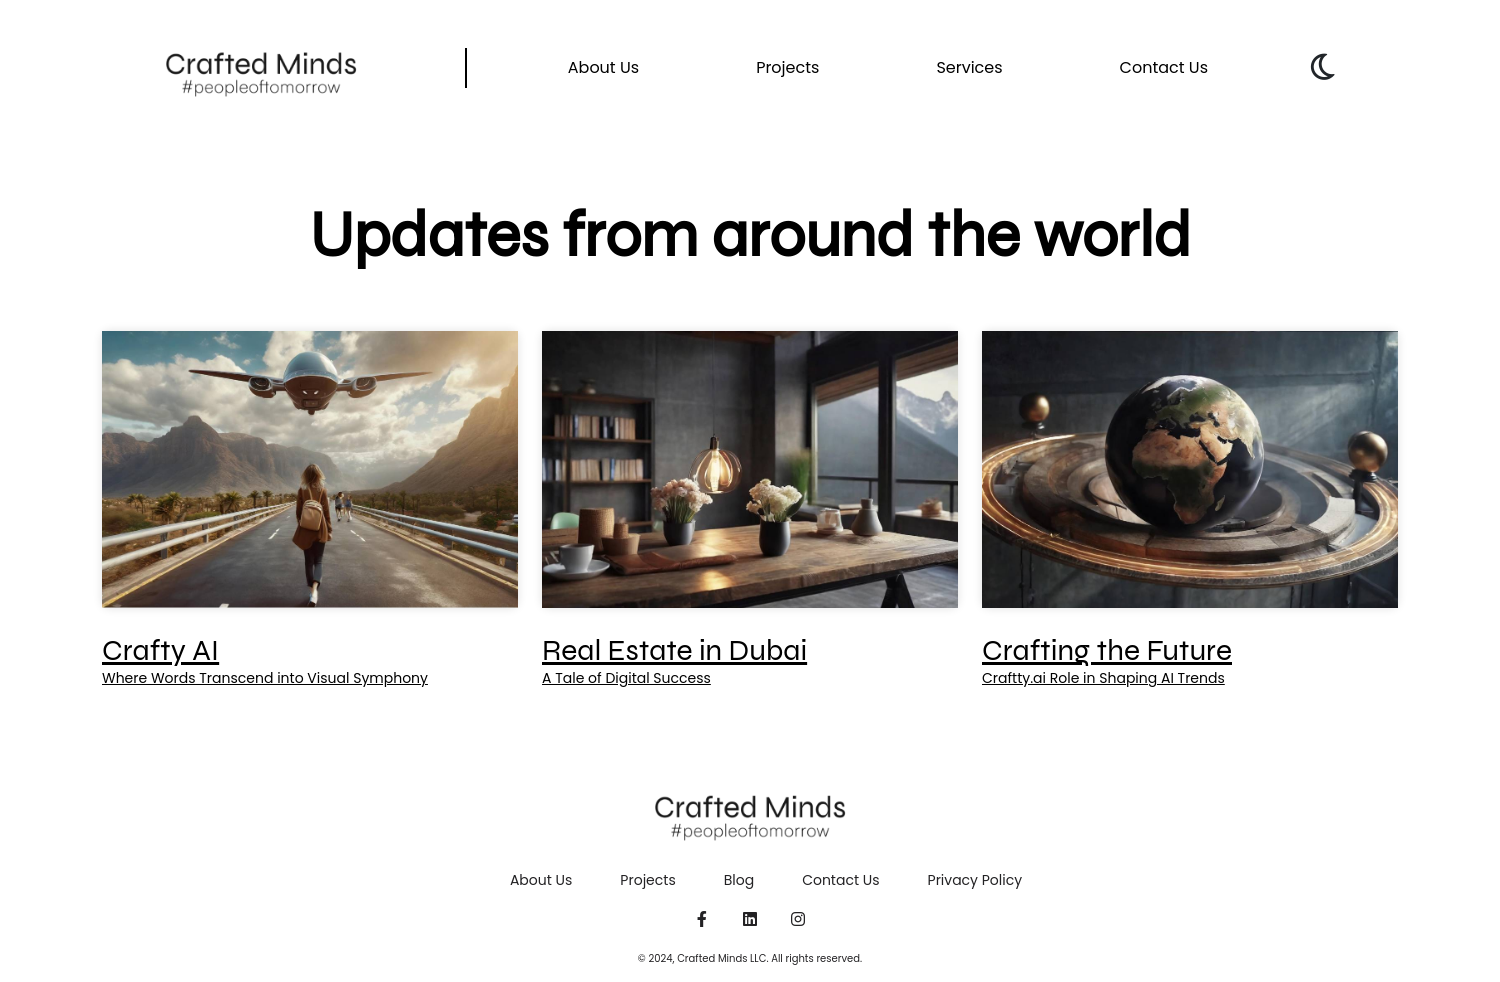 Crafted Minds
#peopleoftomorrow
About Us
Projects
Services
Contact Us
Updates from around the world
Crafty AI
Where Words Transcend into Visual Symphony
Real Estate in Dubai
A Tale of Digital Success
Crafting the Future
Craftty.ai Role in Shaping AI Trends
Crafted Minds
#peopleoftomorrow
About Us
Projects
Blog
Contact Us
Privacy Policy
© 2024, Crafted Minds LLC. All rights reserved.